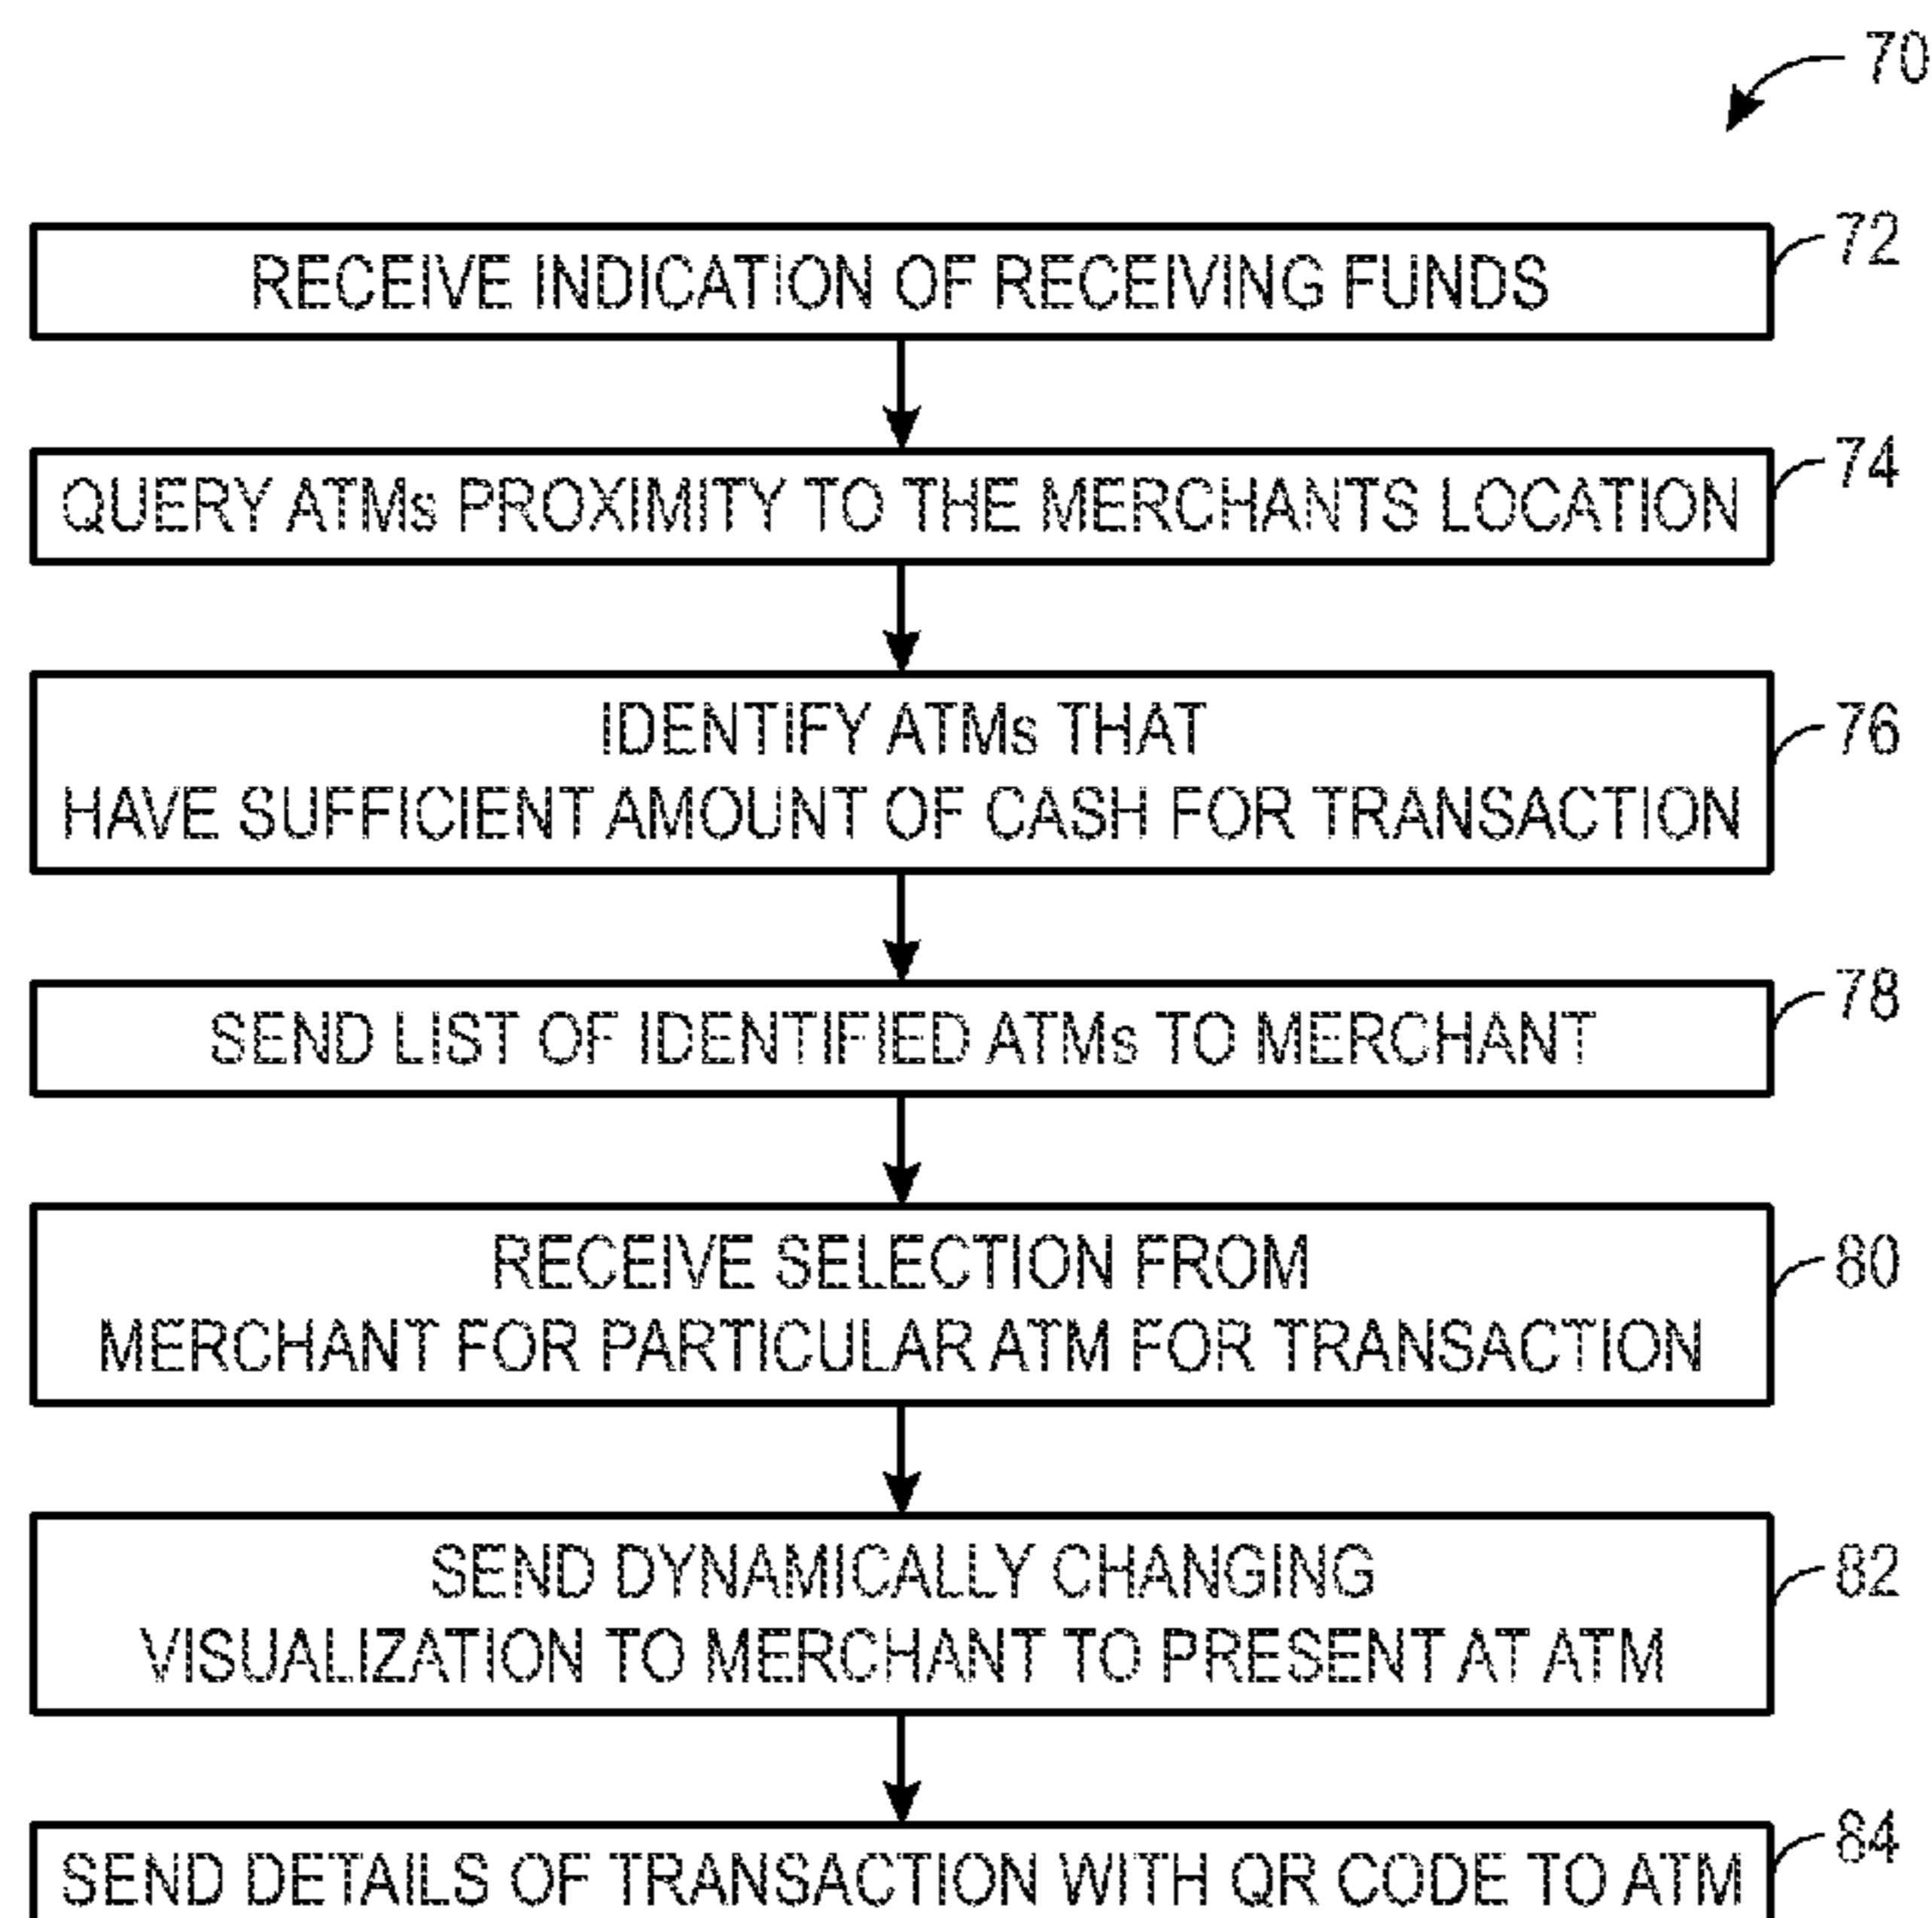 70
RECEIVE INDICATION OF RECEIVING FUNDS
72
QUERY ATMs PROXIMITY TO THE MERCHANTS LOCATION
74
IDENTIFY ATMs THAT
HAVE SUFFICIENT AMOUNT OF CASH FOR TRANSACTION
76
SEND LIST OF IDENTIFIED ATMs TO MERCHANT
78
RECEIVE SELECTION FROM
MERCHANT FOR PARTICULAR ATM FOR TRANSACTION
80
SEND DYNAMICALLY CHANGING
VISUALIZATION TO MERCHANT TO PRESENT AT ATM
82
SEND DETAILS OF TRANSACTION WITH QR CODE TO ATM
84